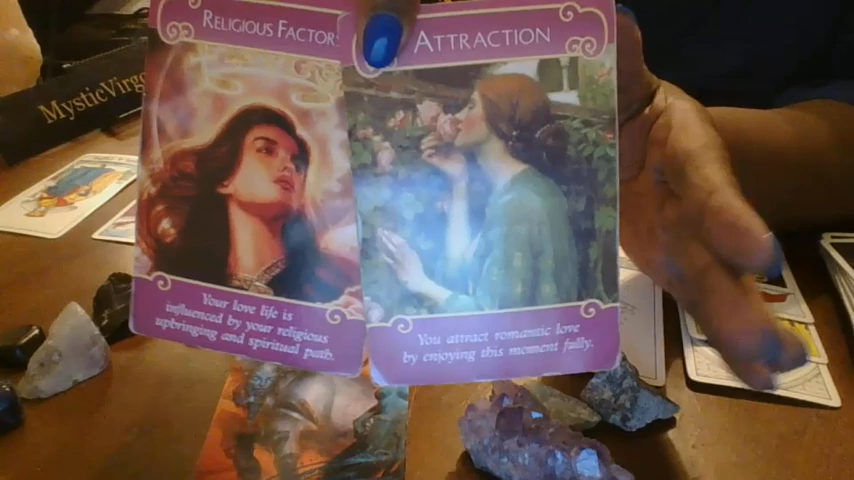 RELIGIOUS FACTOR
ATTRACTION
MysticVirgo
Your love life is
influenced by your religious
upbringing and spiritual path.
You attract romantic love
by enjoying this moment fully.